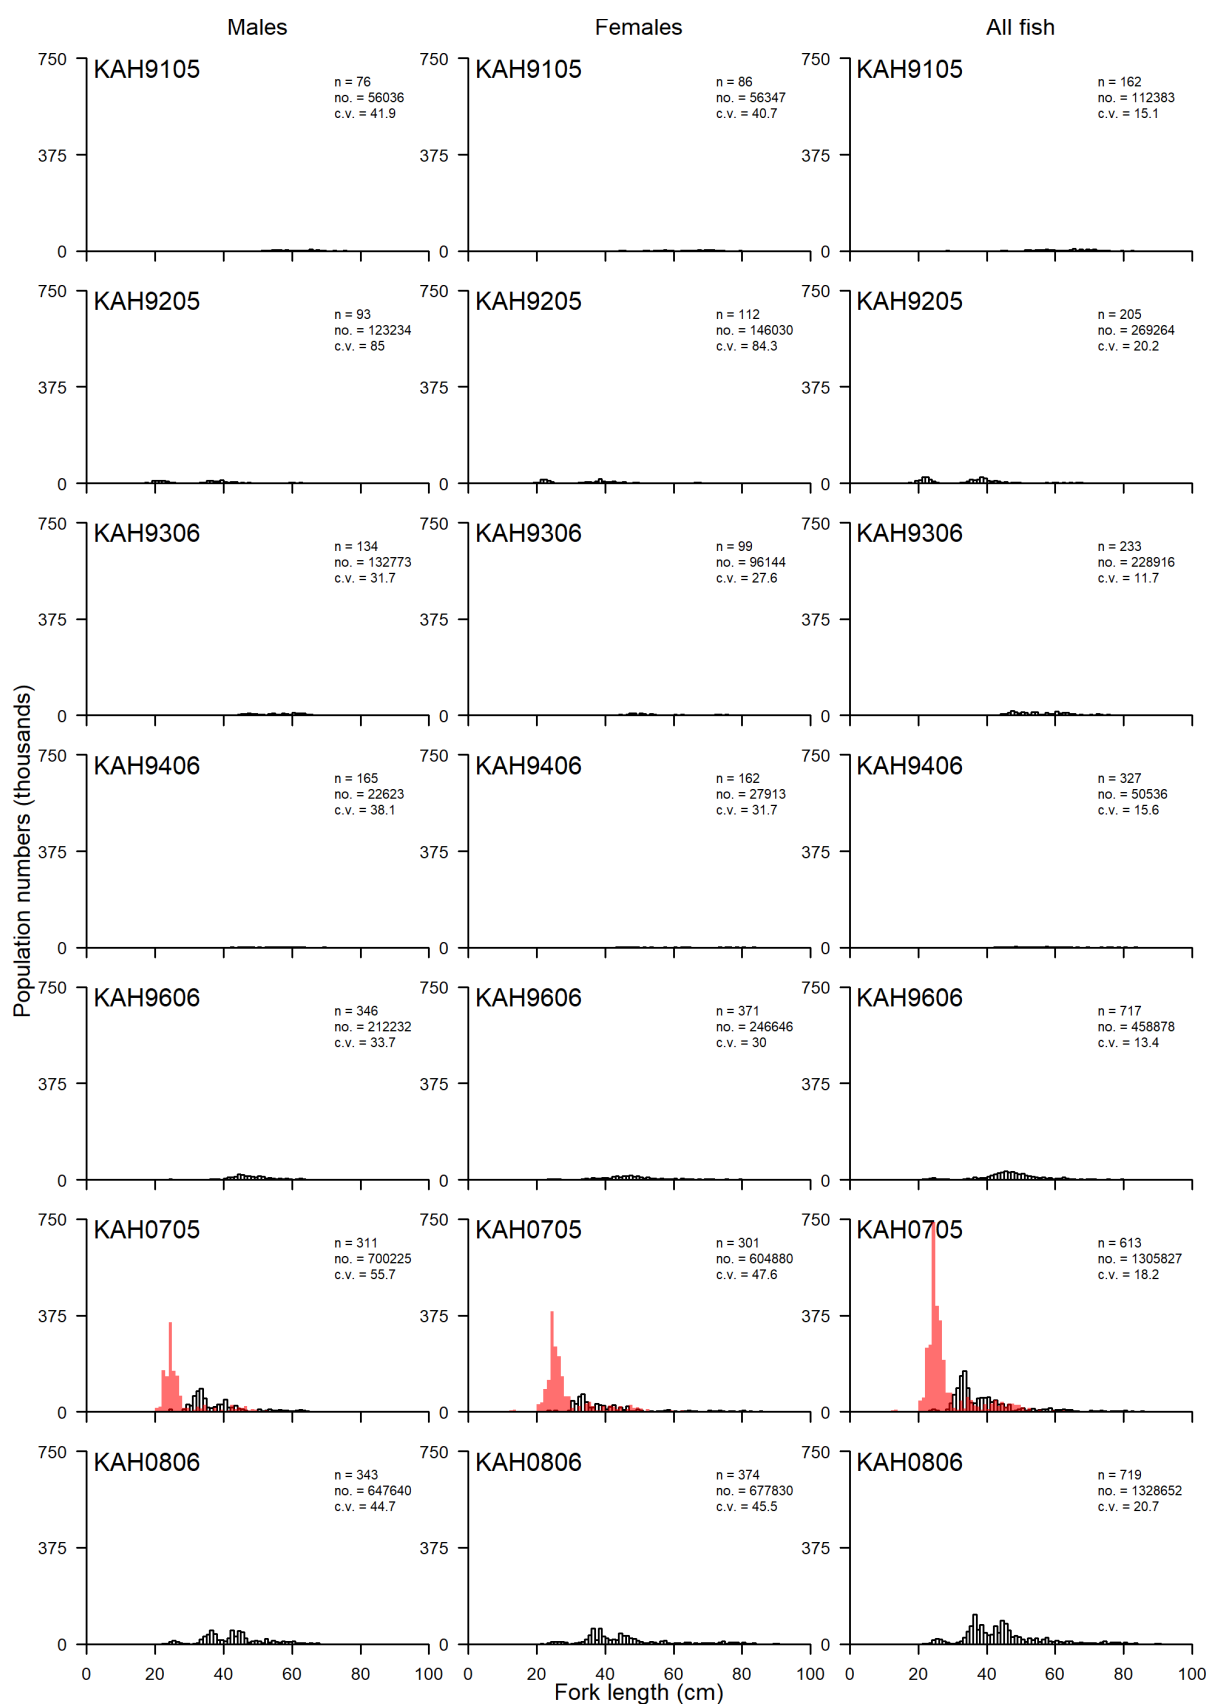 Males Females All fish
750 KAH9105 n = 76 750 KAH9105 n = 86 750 KAH9105 n = 162
no. = 56036 no. = 56347 no. = 112383
c.v. = 41.9 c.v. = 40.7 c.v. = 15.1
375 375 375
0 0 0
750 KAH9205 n = 93 750 KAH9205 n = 112 750 KAH9205 n = 205
no. = 123234 no. = 146030 no. = 269264
c.v. = 85 c.v. = 84.3 c.v. = 20.2
375 375 375
0 0 0
750 KAH9306 n = 134 750 KAH9306 n = 99 750 KAH9306 n = 233
no. = 132773 no. = 96144 no. = 228916
c.v. = 31.7 c.v. = 27.6 c.v. = 11.7
375 375 375
0 0 0
Population numbers (thousands)
750 KAH9406 n = 165 750 KAH9406 n = 162 750 KAH9406 n = 327
no. = 22623 no. = 27913 no. = 50536
c.v. = 38.1 c.v. = 31.7 c.v. = 15.6
375 375 375
0 0 0
750 KAH9606 n = 346 750 KAH9606 n = 371 750 KAH9606 n = 717
no. = 212232 no. = 246646 no. = 458878
c.v. = 33.7 c.v. = 30 c.v. = 13.4
375 375 375
0 0 0
750 KAH0705 n = 311 750 KAH0705 n = 301 750 KAH0705 n = 613
no. = 700225 no. = 604880 no. = 1305827
c.v. = 55.7 c.v. = 47.6 c.v. = 18.2
375 375 375
0 0 0
750 KAH0806 n = 343 750 KAH0806 n = 374 750 KAH0806 n = 719
no. = 647640 no. = 677830 no. = 1328652
c.v. = 44.7 c.v. = 45.5 c.v. = 20.7
375 375 375
0 0 0
0 20 40 60 80 100 0 20 40 60 80 100 0 20 40 60 80 100
Fork length (cm)